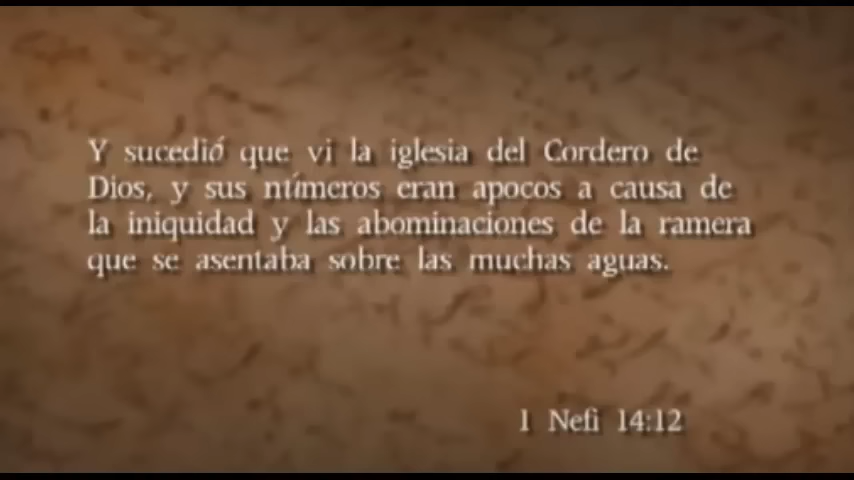 Y sucedió que vi la iglesia del Cordero de
Dios, y sus ntímeros eran apocos a causa de
la iniquidad y las abominaciones de la ramera
que se asentaba sobre las muchas aguas.
1 Nefi 14:12